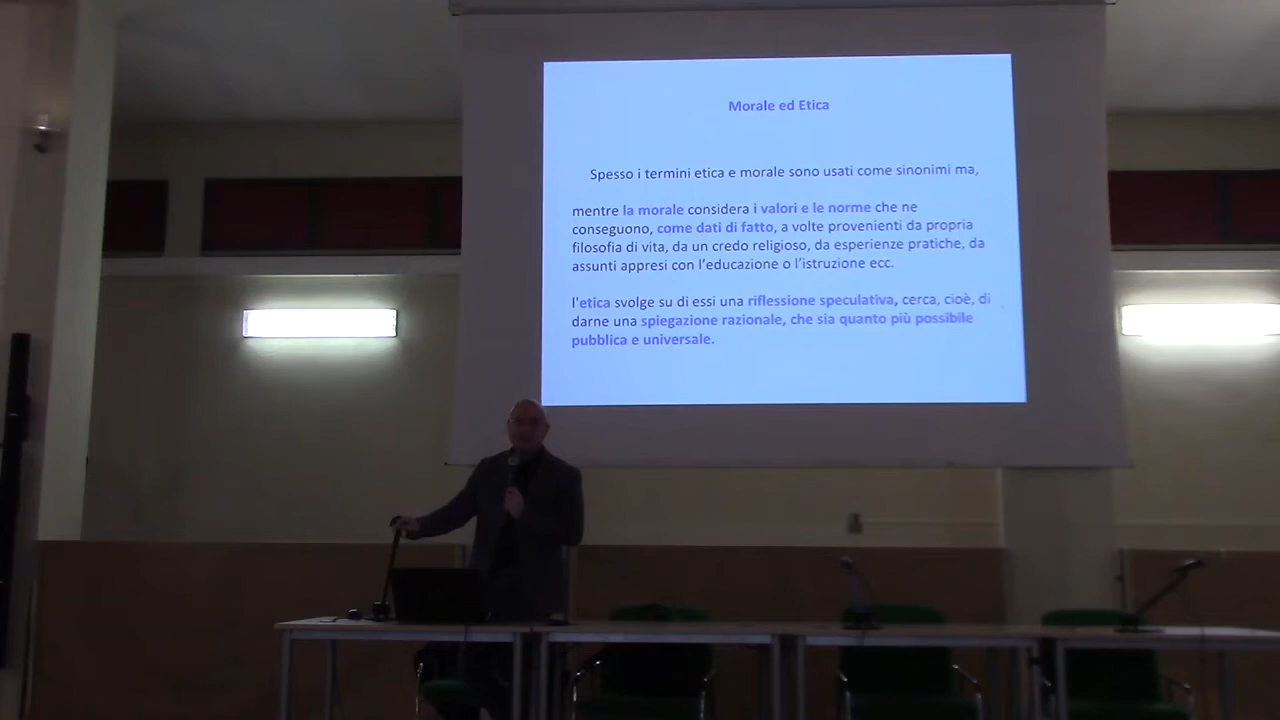 Morale ed Etica
Spesso i termini etica e morale sono usati come sinonimi ma,
mentre la morale considera i valori e le norme che ne
conseguono, come dati di fatto, a volte provenienti da propria
filosofia di vita, da un credo religioso, da esperienze pratiche, da
assunti appresi con l’educazione o l’istruzione ecc.
l'etica svolge su di essi una riflessione speculativa, cerca, cioè, di
darne una spiegazione razionale, che sia quanto più possibile
pubblica e universale.